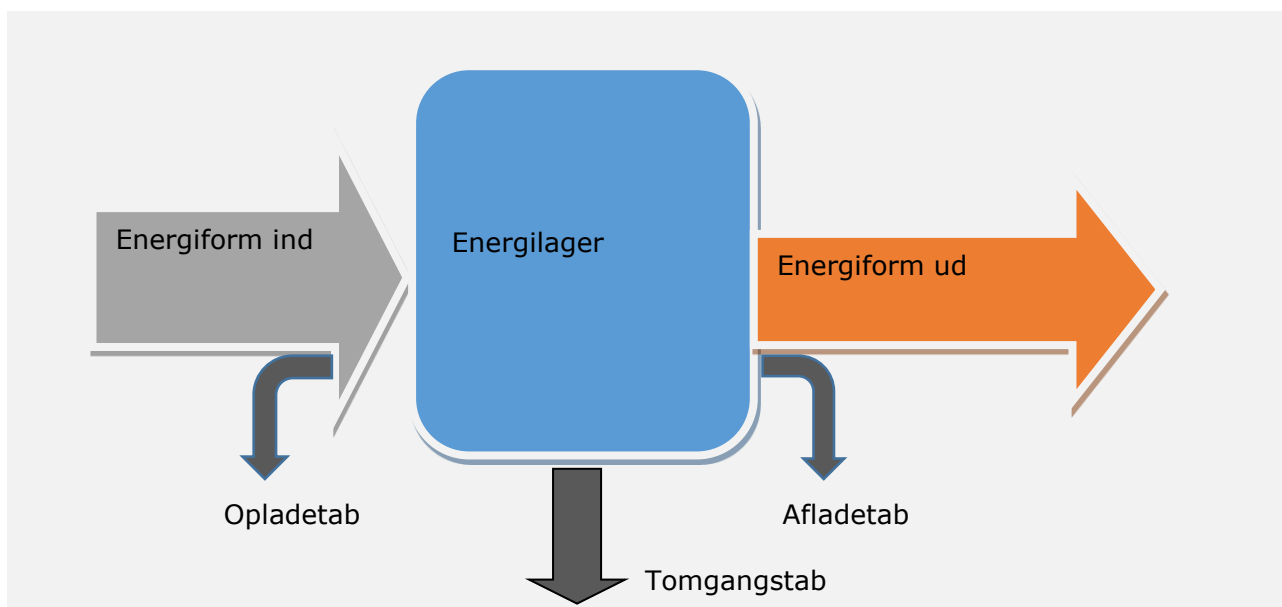 Energiform ind
Energilager
Energiform ud
Opladetab
Afladetab
Tomgangstab